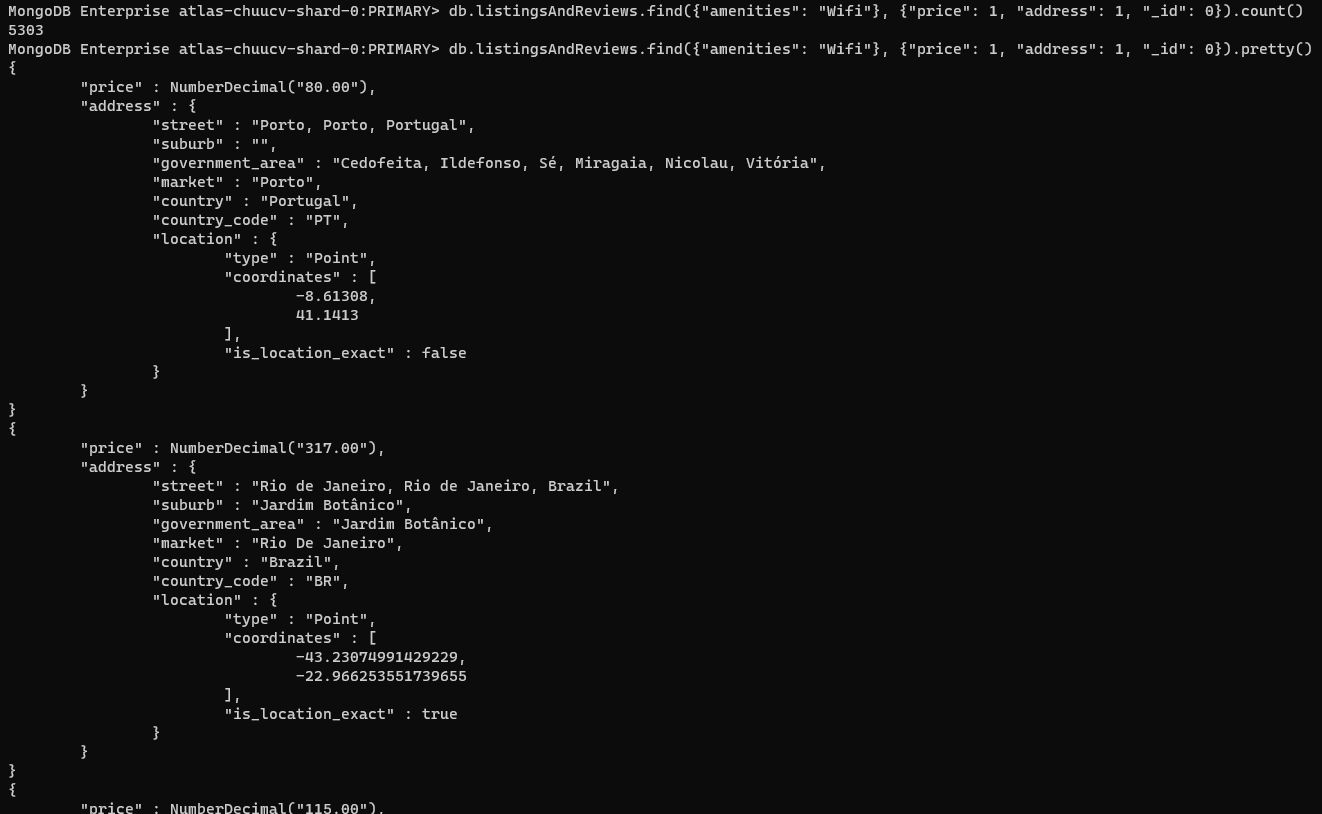 MongoDB Enterprise atlas-chuucv-shard-0:PRIMARY> db.listingsAndReviews.find({"amenities": "Wifi"}, {"price": 1, "address": 1, "_id": 0}).count()
5303
MongoDB Enterprise atlas-chuucv-shard-0:PRIMARY> db.listingsAndReviews.find({"amenities": "Wifi"}, {"price": 1, "address": 1, "_id": 0}).pretty()
{
        "price" : NumberDecimal("80.00"),
        "address" : {
                "street" : "Porto, Porto, Portugal",
                "suburb" : "",
                "government_area" : "Cedofeita, Ildefonso, Sé, Miragaia, Nicolau, Vitória",
                "market" : "Porto",
                "country" : "Portugal",
                "country_code" : "PT",
                "location" : {
                        "type" : "Point",
                        "coordinates" : [
                                -8.61308,
                                41.1413
                        ],
                        "is_location_exact" : false
                }
        }
}
{
        "price" : NumberDecimal("317.00"),
        "address" : {
                "street" : "Rio de Janeiro, Rio de Janeiro, Brazil",
                "suburb" : "Jardim Botânico",
                "government_area" : "Jardim Botânico",
                "market" : "Rio De Janeiro",
                "country" : "Brazil",
                "country_code" : "BR",
                "location" : {
                        "type" : "Point",
                        "coordinates" : [
                                -43.23074991429229,
                                -22.966253551739655
                        ],
                        "is_location_exact" : true
                }
        }
}
{
        "price" : NumberDecimal("115.00"),